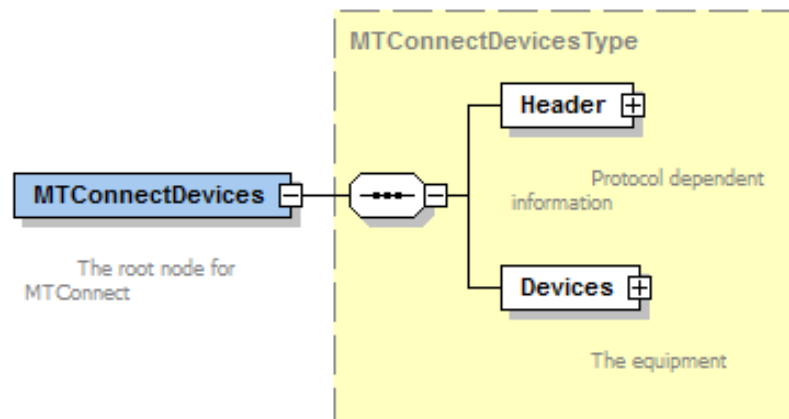 MTConnectDevicesType
Header
Protocol dependent
information
MTConnectDevices
The root node for
MTConnect
Devices
The equipment